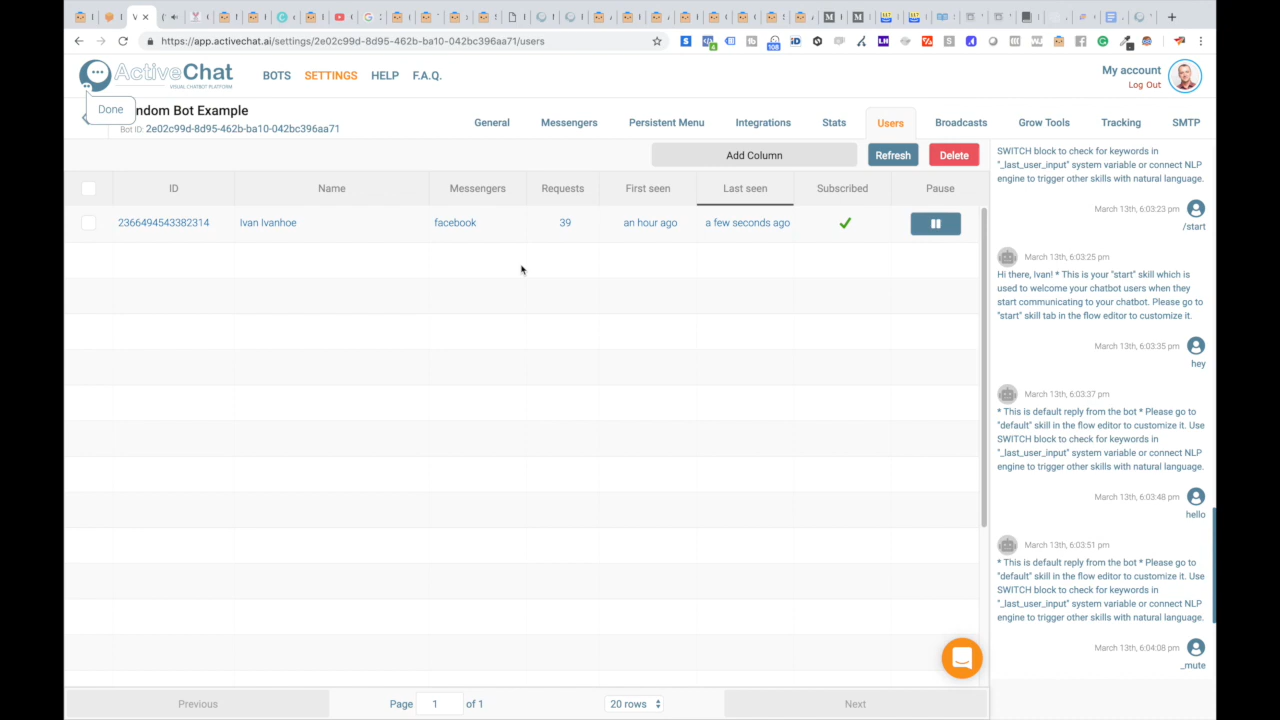 https://app.activechat.ai/settings/2e02c99d-8d95-462b-ba10-042bc396aa71/users
ActiveChat
VISUAL CHATBOT PLATFORM
BOTS
SETTINGS
HELP
F.A.Q.
My account
Log Out
Done
ndom Bot Example
Bot ID: 2e02c99d-8d95-462b-ba10-042bc396aa71
General
Messengers
Persistent Menu
Integrations
Stats
Users
Broadcasts
Grow Tools
Tracking
SMTP
Add Column
Refresh
Delete
ID
Name
Messengers
Requests
First seen
Last seen
Subscribed
Pause
2366494543382314
Ivan Ivanhoe
facebook
39
an hour ago
a few seconds ago
SWITCH block to check for keywords in
"_last_user_input" system variable or connect NLP
engine to trigger other skills with natural language.
March 13th, 6:03:23 pm
/start
March 13th, 6:03:25 pm
Hi there, Ivan! * This is your "start" skill which is
used to welcome your chatbot users when they
start communicating to your chatbot. Please go to
"start" skill tab in the flow editor to customize it.
March 13th, 6:03:35 pm
hey
March 13th, 6:03:37 pm
* This is default reply from the bot * Please go to
"default" skill in the flow editor to customize it. Use
SWITCH block to check for keywords in
"_last_user_input" system variable or connect NLP
engine to trigger other skills with natural language.
March 13th, 6:03:48 pm
hello
March 13th, 6:03:51 pm
* This is default reply from the bot * Please go to
"default" skill in the flow editor to customize it. Use
SWITCH block to check for keywords in
"_last_user_input" system variable or connect NLP
engine to trigger other skills with natural language.
March 13th, 6:04:08 pm
_mute
Previous
Page
1
of 1
20 rows
Next